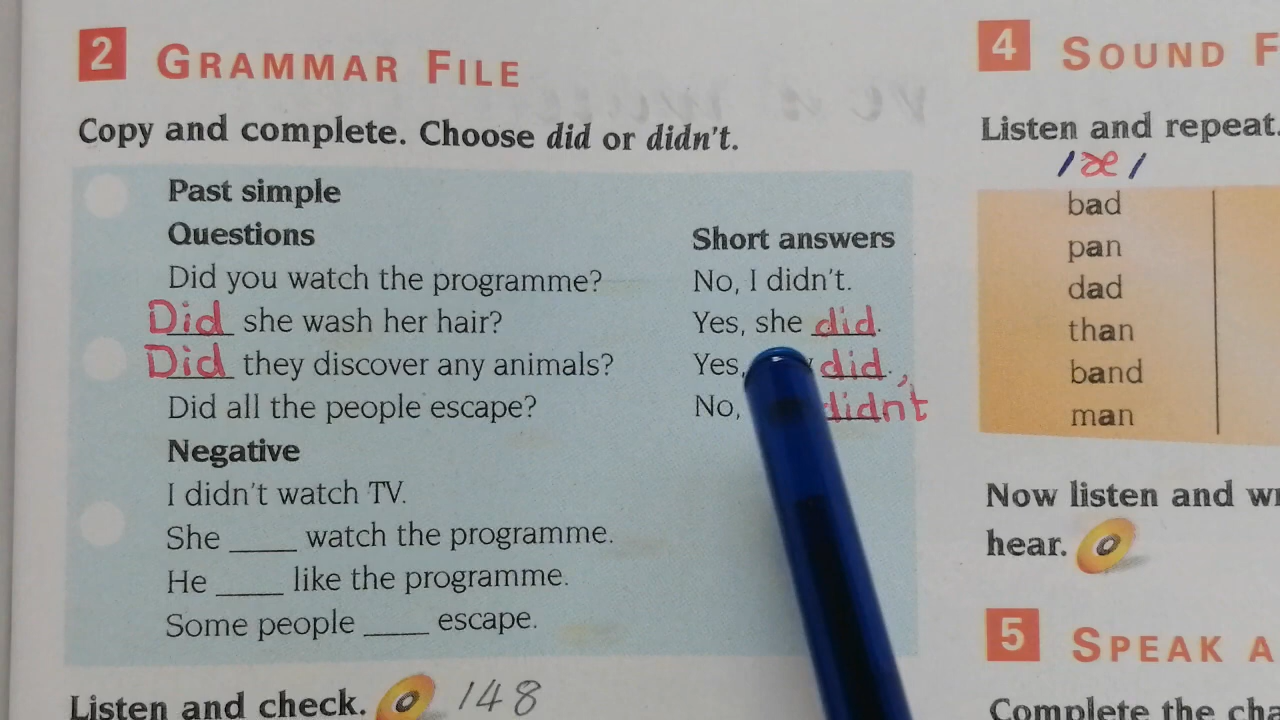 2 GRAMMAR FILE
Copy and complete. Choose did or didn't.
Past simple
Questions
Short answers
Did you watch the programme? No, I didn't.
Did she wash her hair? Yes, she did.
Did they discover any animals? Yes, did.
Did all the people escape? No, didn't
Negative
I didn't watch TV.
She ____ watch the programme.
He ____ like the programme.
Some people ____ escape.
Listen and check. 148
4 SOUND
Listen and repeat.
/æ/
bad
pan
dad
than
band
man
Now listen and
hear.
5 SPEAK
Complete the